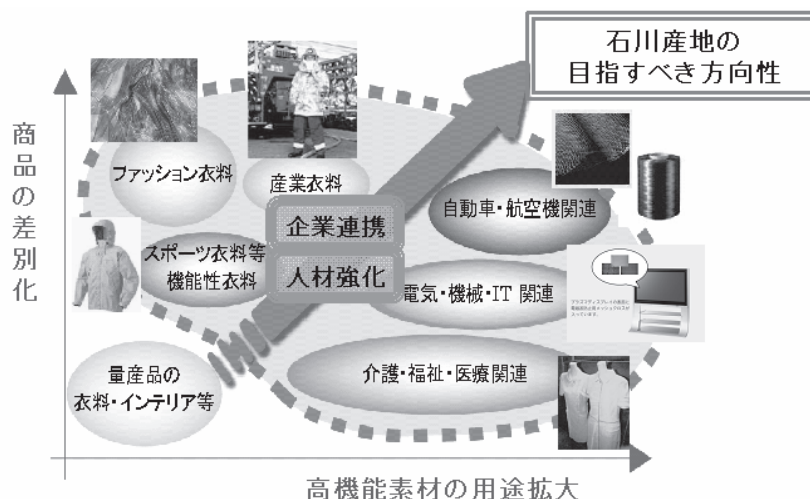 石川産地の
目指すべき方向性
商品の差別化
ファッション衣料
産業衣料
自動車・航空機関連
企業連携
スポーツ衣料等
機能性衣料
人材強化
電気・機械・IT 関連
量産品の
衣料・インテリア等
介護・福祉・医療関連
高機能素材の用途拡大